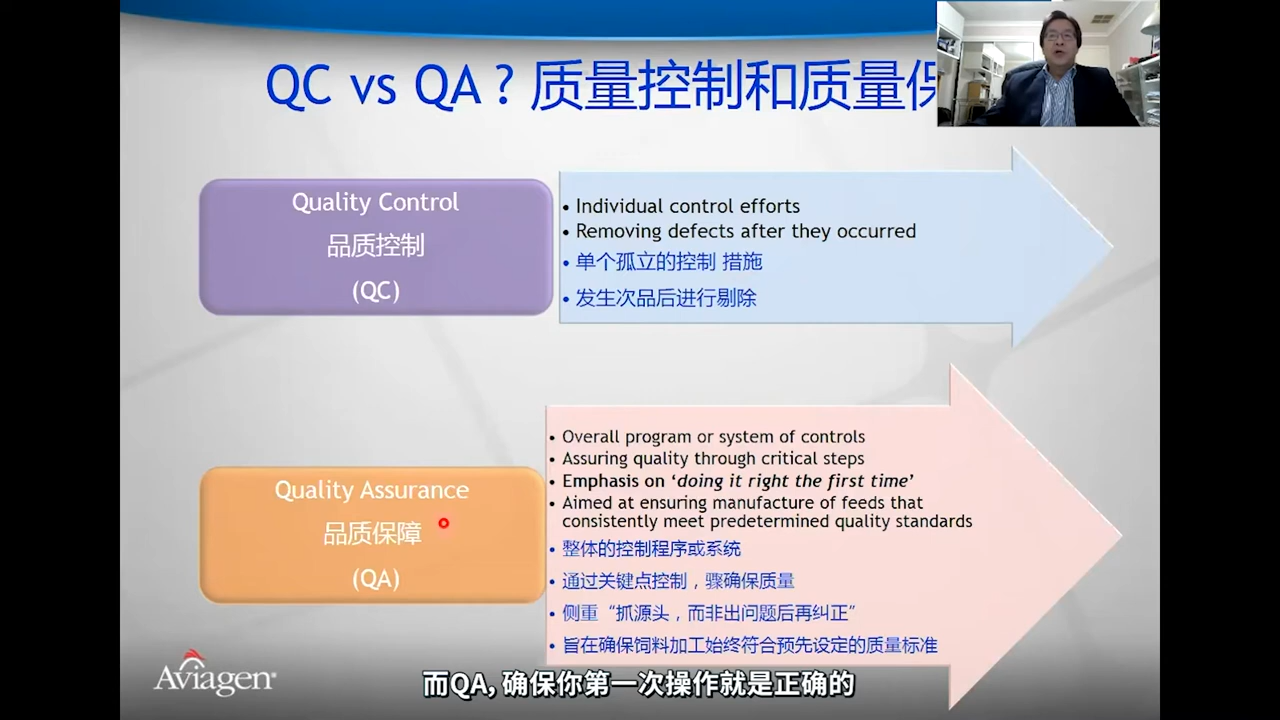 QC vs QA ? 质量控制和质量
Quality Control
品质控制
(QC)
• Individual control efforts
• Removing defects after they occurred
• 单个孤立的控制 措施
• 发生次品后进行剔除
Quality Assurance
品质保障
(QA)
• Overall program or system of controls
• Assuring quality through critical steps
• Emphasis on ‘doing it right the first time’
• Aimed at ensuring manufacture of feeds that
consistently meet predetermined quality standards
• 整体的控制程序或系统
• 通过关键点控制，骤确保质量
• 侧重“抓源头，而非出问题后再纠正”
• 旨在确保饲料加工始终符合预先设定的质量标准
Aviagen
而QA, 确保你第一次操作就是正确的